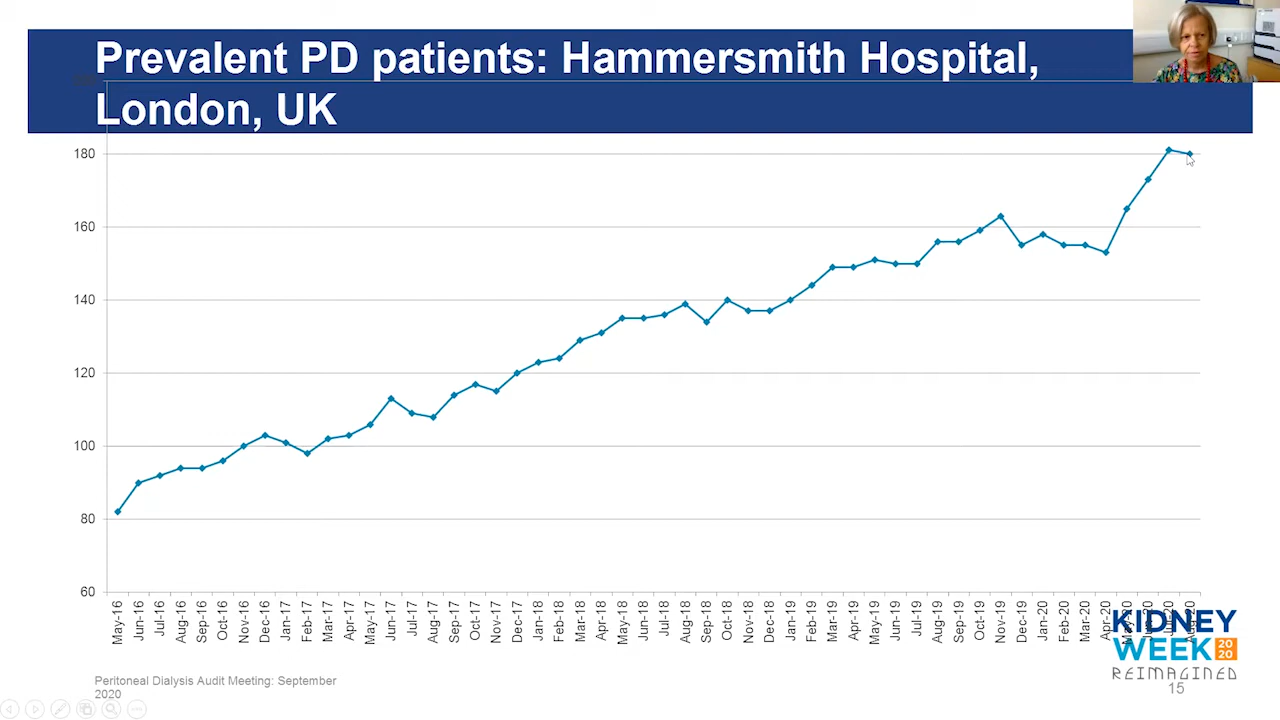 Prevalent PD patients: Hammersmith Hospital,
London, UK
180
160
140
120
100
80
60
May-16
Jun-16
Jul-16
Aug-16
Sep-16
Oct-16
Nov-16
Dec-16
Jan-17
Feb-17
Mar-17
Apr-17
May-17
Jun-17
Jul-17
Aug-17
Sep-17
Oct-17
Nov-17
Dec-17
Jan-18
Feb-18
Mar-18
Apr-18
May-18
Jun-18
Jul-18
Aug-18
Sep-18
Oct-18
Nov-18
Dec-18
Jan-19
Feb-19
Mar-19
Apr-19
May-19
Jun-19
Jul-19
Aug-19
Sep-19
Oct-19
Nov-19
Dec-19
Jan-20
Feb-20
Mar-20
Apr-20
KIDNEY
WEEK 20 20
REIMAGINED
Peritoneal Dialysis Audit Meeting: September
2020
15